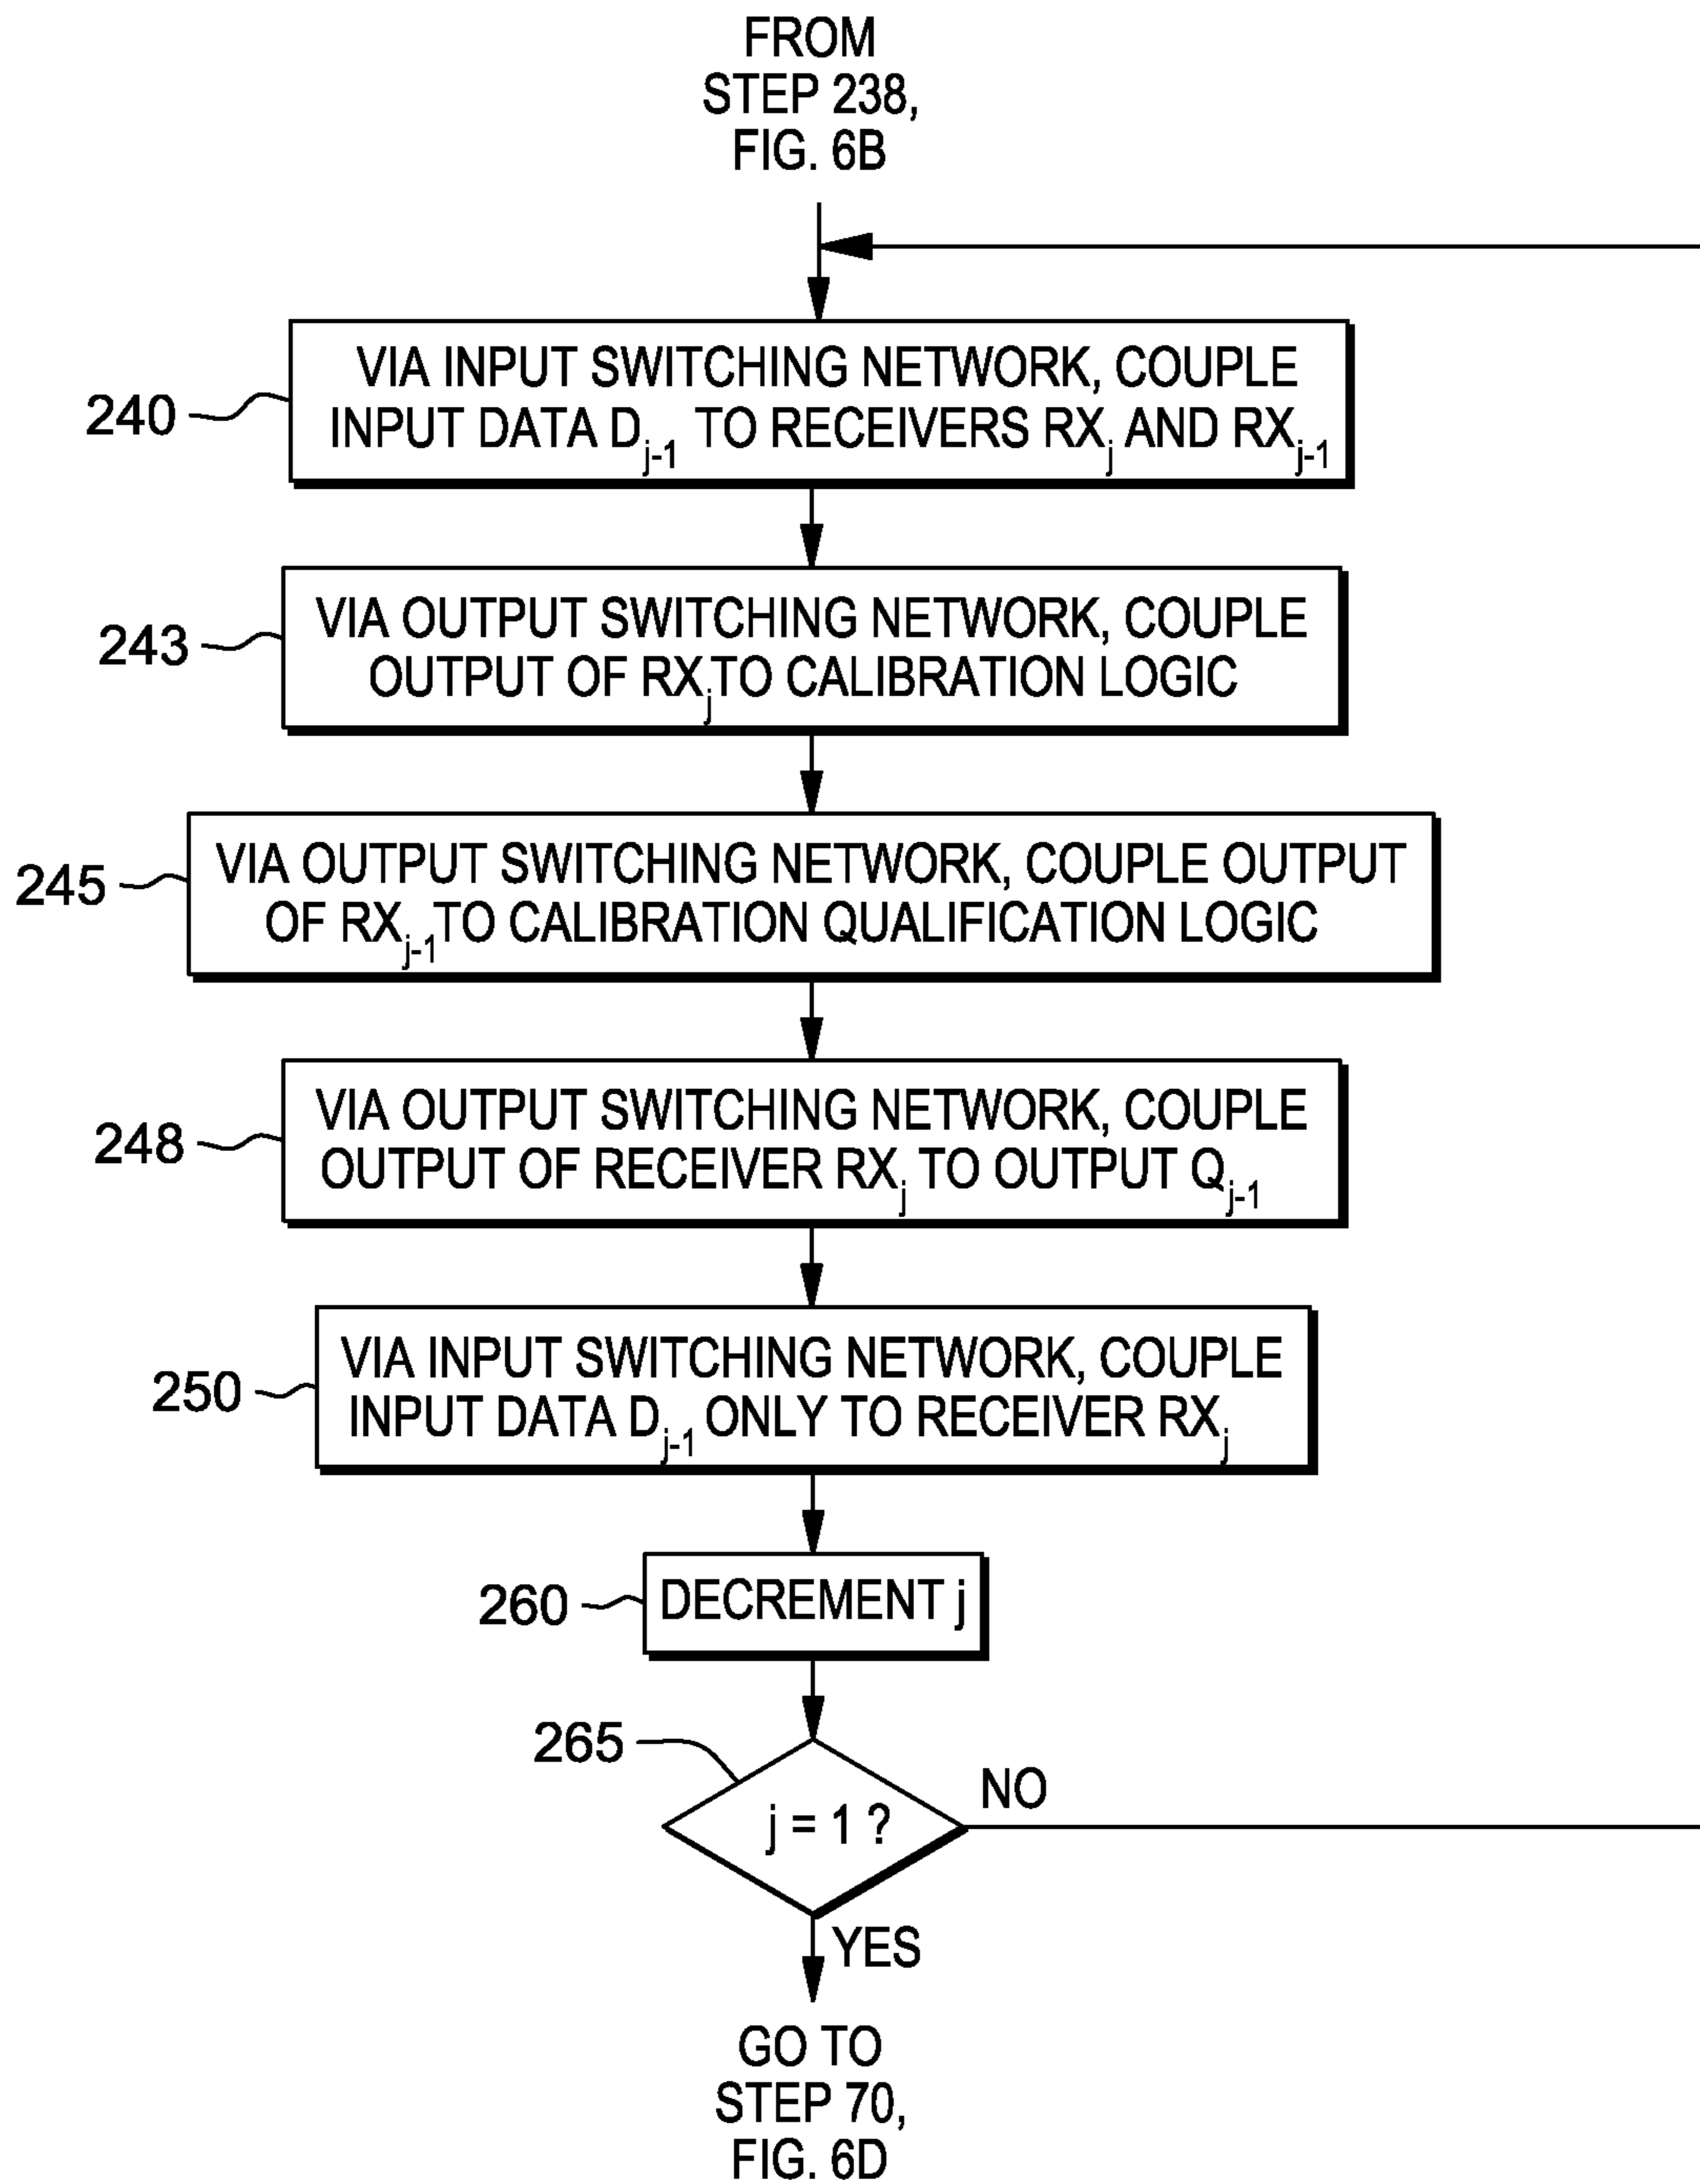 FROM
STEP 238,
FIG. 6B
240
VIA INPUT SWITCHING NETWORK, COUPLE
INPUT DATA Dj-1 TO RECEIVERS RXj AND RXj-1
243
VIA OUTPUT SWITCHING NETWORK, COUPLE
OUTPUT OF RXj TO CALIBRATION LOGIC
245
VIA OUTPUT SWITCHING NETWORK, COUPLE OUTPUT
OF RXj-1 TO CALIBRATION QUALIFICATION LOGIC
248
VIA OUTPUT SWITCHING NETWORK, COUPLE
OUTPUT OF RECEIVER RXj TO OUTPUT Qj-1
250
VIA INPUT SWITCHING NETWORK, COUPLE
INPUT DATA Dj-1 ONLY TO RECEIVER RXj
260
DECREMENT j
265
j = 1 ?
NO
YES
GO TO
STEP 70,
FIG. 6D